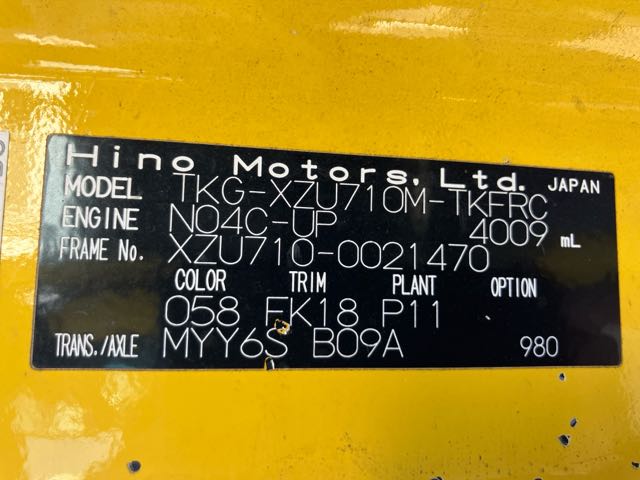 Hino Motors, Ltd. JAPAN
MODEL TKG-XZU710M-TKFRC
ENGINE N04C-UP 4009 mL
FRAME No. XZU710-0021470
COLOR TRIM PLANT OPTION
058 FK18 P11
TRANS./AXLE MYY6S B09A 980